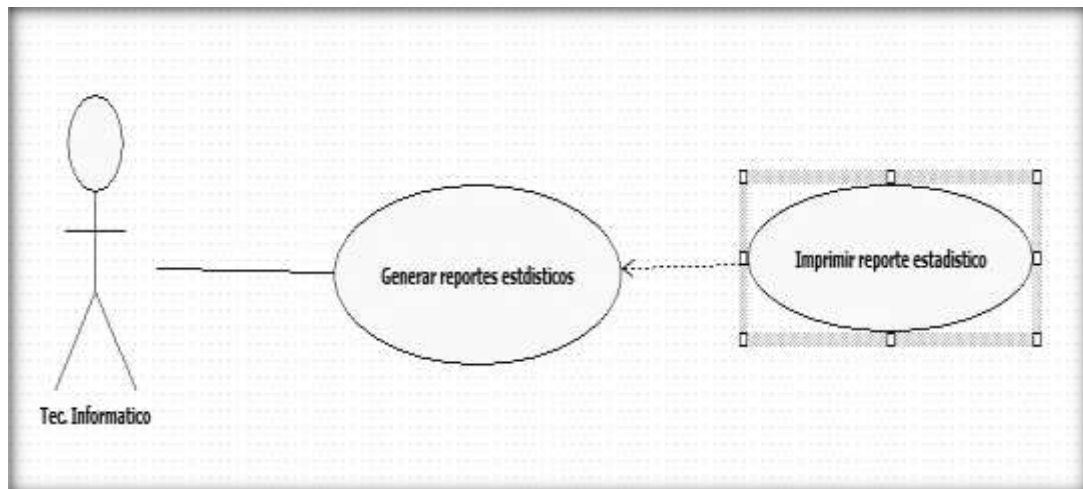 Generar reportes estdisticos
Imprimir reporte estadistico
Tec. Informatico